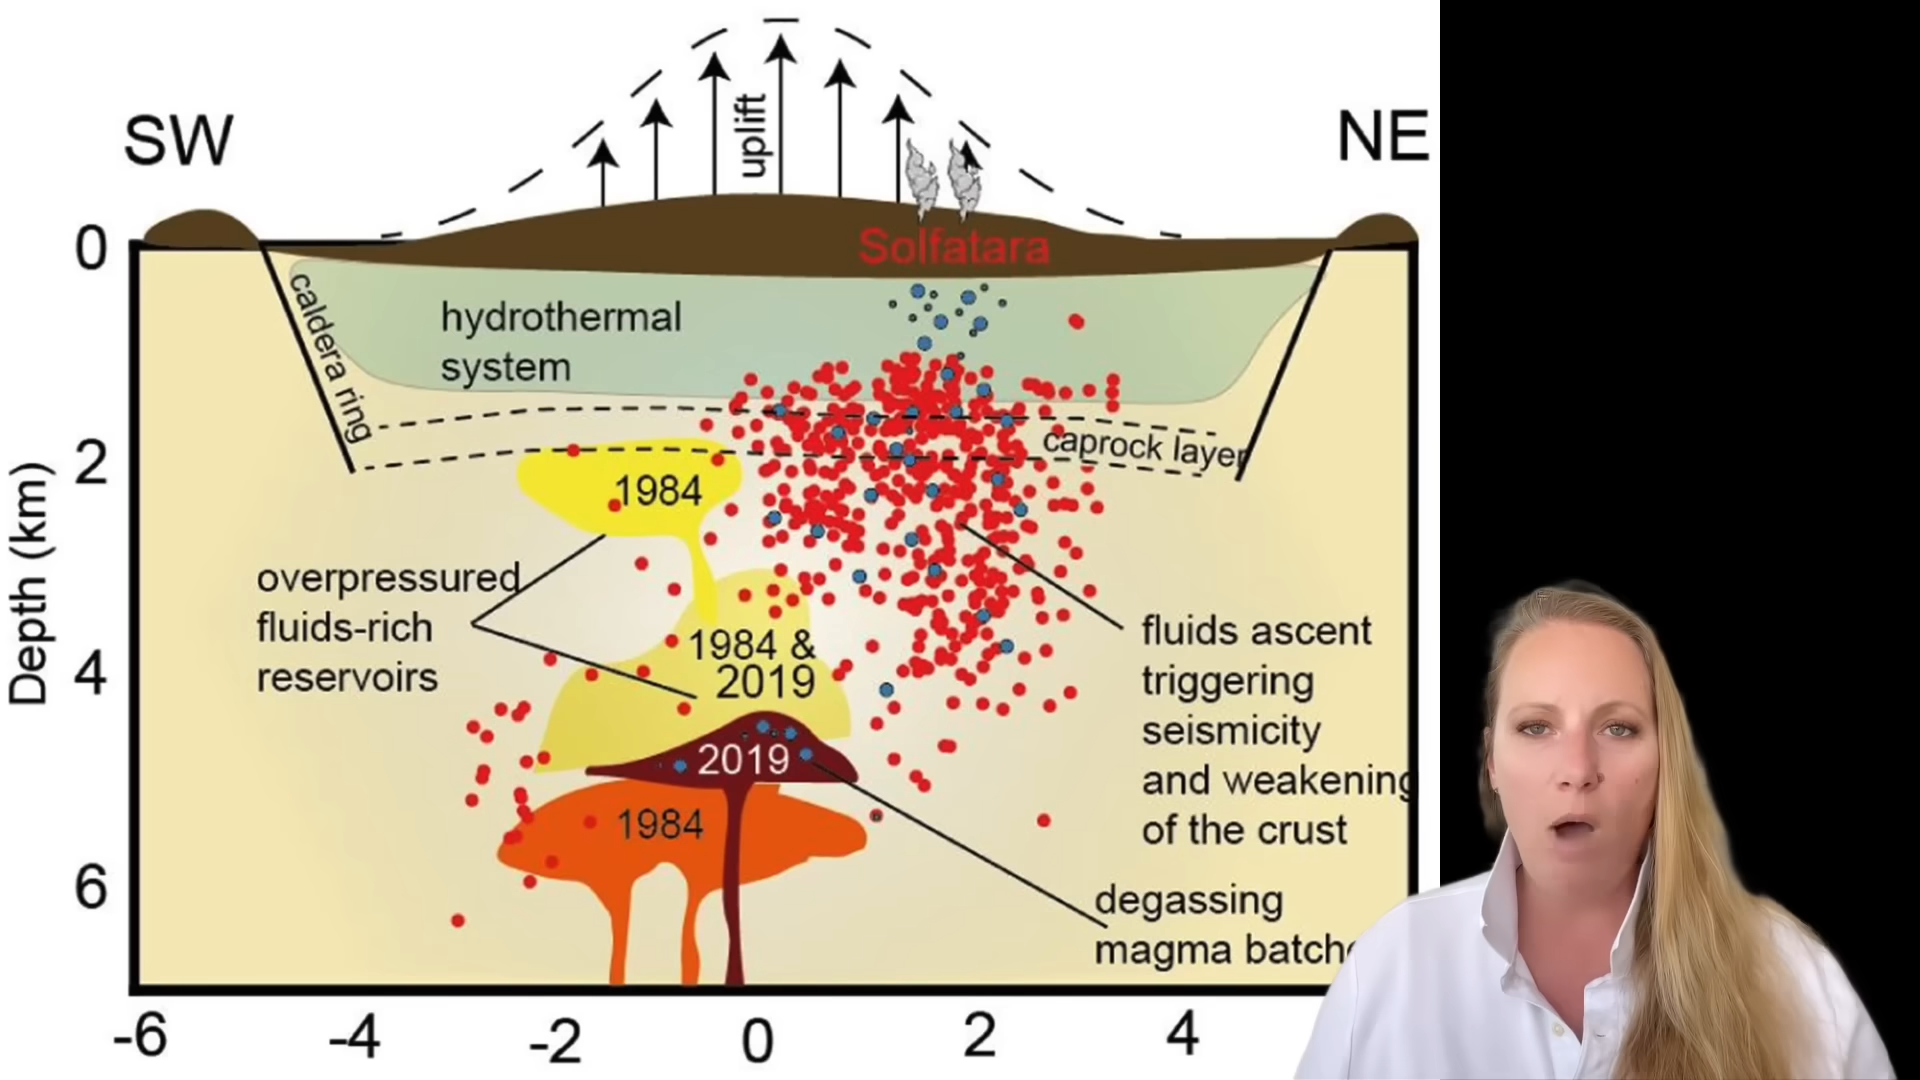 SW
uplift
NE
Solfatara
0
2
4
6
Depth (km)
caldera ring
hydrothermal
system
caprock layer
1984
overpressured
fluids-rich
reservoirs
1984 &
2019
2019
1984
fluids ascent
triggering
seismicity
and weakening
of the crust
degassing
magma batche
-6
-4
-2
0
2
4